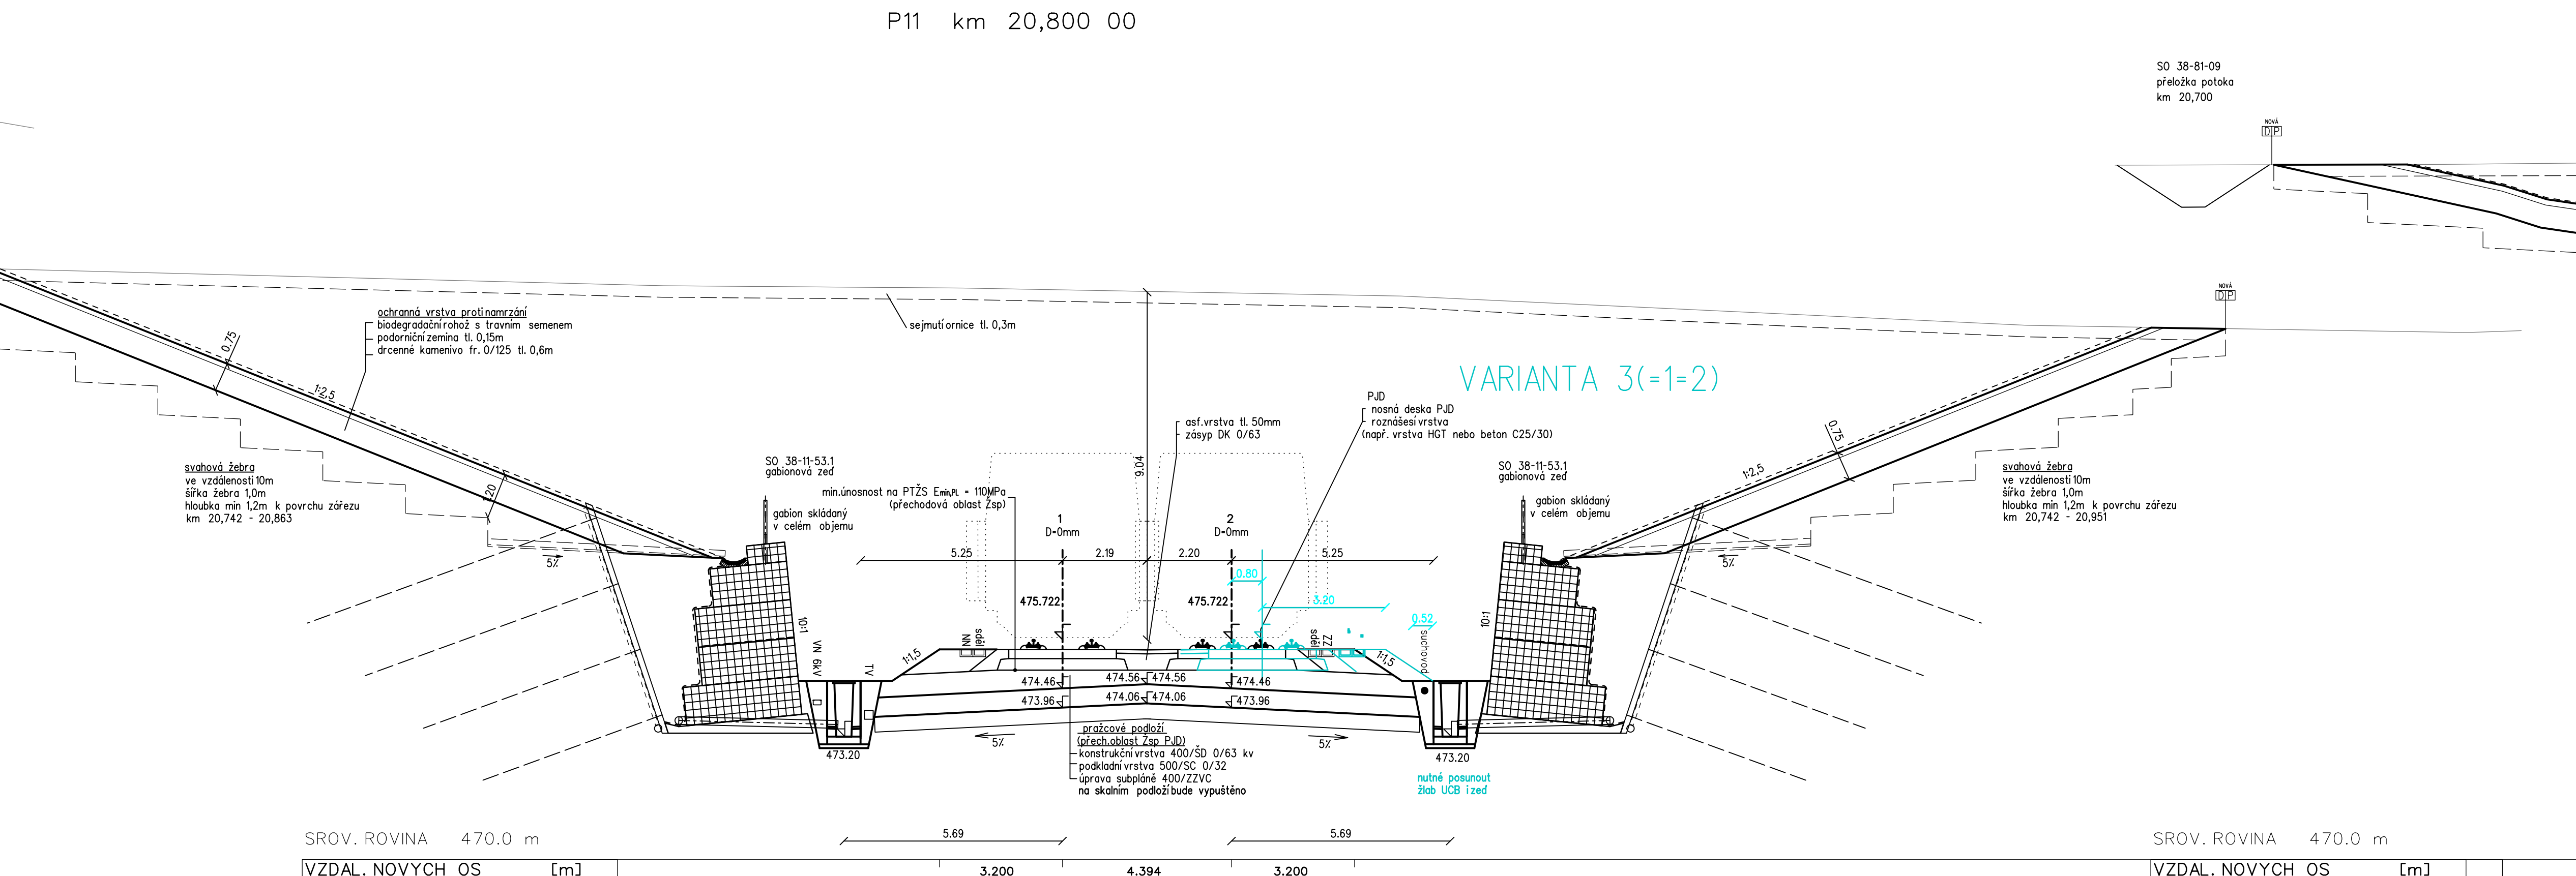 P11 km 20,800 00
SO 38-81-09
přeložka potoka
km 20,700
NOVÁ
D P
NOVÁ
D P
ochranná vrstva proti namrzání
biodegradační rohož s travním semenem
podorniční zemina tl. 0,15m
drcenné kamenivo fr. 0/125 tl. 0,6m
sejmutí ornice tl. 0,3m
0.75
1:2,5
1.20
VARIANTA 3(=1=2)
PJD
nosná deska PJD
roznášesí vrstva
(např. vrstva HGT nebo beton C25/30)
asf.vrstva tl. 50mm
zásyp DK 0/63
9.04
0.75
1:2,5
svahová žebra
ve vzdálenosti 10m
šířka žebra 1,0m
hloubka min 1,2m k povrchu zářezu
km 20,742 - 20,863
SO 38-11-53.1
gabionová zeď
gabion skládaný
v celém objemu
min.únosnost na PTŽS Emin,PL = 110MPa
(přechodová oblast Žsp)
SO 38-11-53.1
gabionová zeď
gabion skládaný
v celém objemu
svahová žebra
ve vzdálenosti 10m
šířka žebra 1,0m
hloubka min 1,2m k povrchu zářezu
km 20,742 - 20,951
1
D=0mm
2
D=0mm
5.25
2.19
2.20
5.25
5%
5%
0.80
475.722
475.722
3.20
0.52
10:1
10:1
VN 6kV
TV
1:1,5
NN
sděl
sděl
ZZ
1:1,5
suchovod
474.46
474.56
474.56
474.46
473.96
474.06
474.06
473.96
5%
5%
473.20
473.20
pražcové podloží
(přech.oblast Žsp PJD)
konstrukční vrstva 400/ŠD 0/63 kv
podkladní vrstva 500/SC 0/32
úprava subpláně 400/ZZVC
na skalním podloží bude vypuštěno
nutné posunout
žlab UCB i zeď
SROV. ROVINA 470.0 m
5.69
5.69
SROV. ROVINA 470.0 m
VZDAL. NOVYCH OS [m]
3.200
4.394
3.200
VZDAL. NOVYCH OS [m]